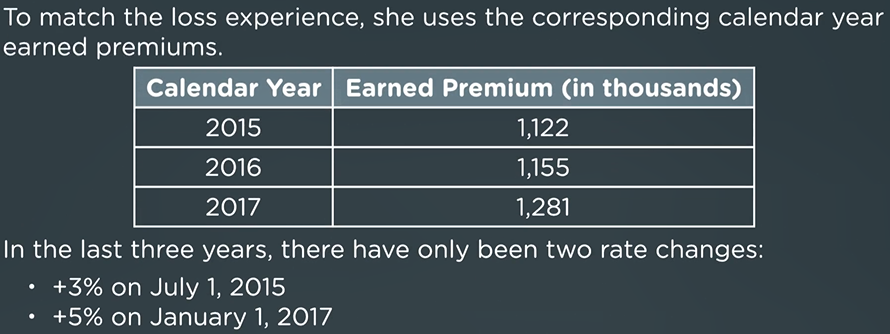 To match the loss experience, she uses the corresponding calendar year
earned premiums.
Calendar Year Earned Premium (in thousands)
2015 1,122
2016 1,155
2017 1,281
In the last three years, there have only been two rate changes:
• +3% on July 1, 2015
• +5% on January 1, 2017